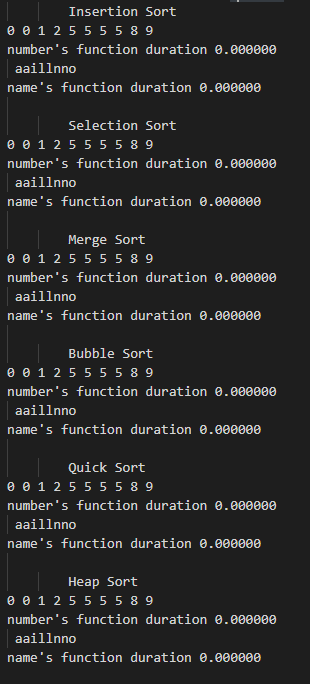 Insertion Sort
0 0 1 2 5 5 5 5 8 9
number's function duration 0.000000
aaillnno
name's function duration 0.000000
Selection Sort
0 0 1 2 5 5 5 5 8 9
number's function duration 0.000000
aaillnno
name's function duration 0.000000
Merge Sort
0 0 1 2 5 5 5 5 8 9
number's function duration 0.000000
aaillnno
name's function duration 0.000000
Bubble Sort
0 0 1 2 5 5 5 5 8 9
number's function duration 0.000000
aaillnno
name's function duration 0.000000
Quick Sort
0 0 1 2 5 5 5 5 8 9
number's function duration 0.000000
aaillnno
name's function duration 0.000000
Heap Sort
0 0 1 2 5 5 5 5 8 9
number's function duration 0.000000
aaillnno
name's function duration 0.000000